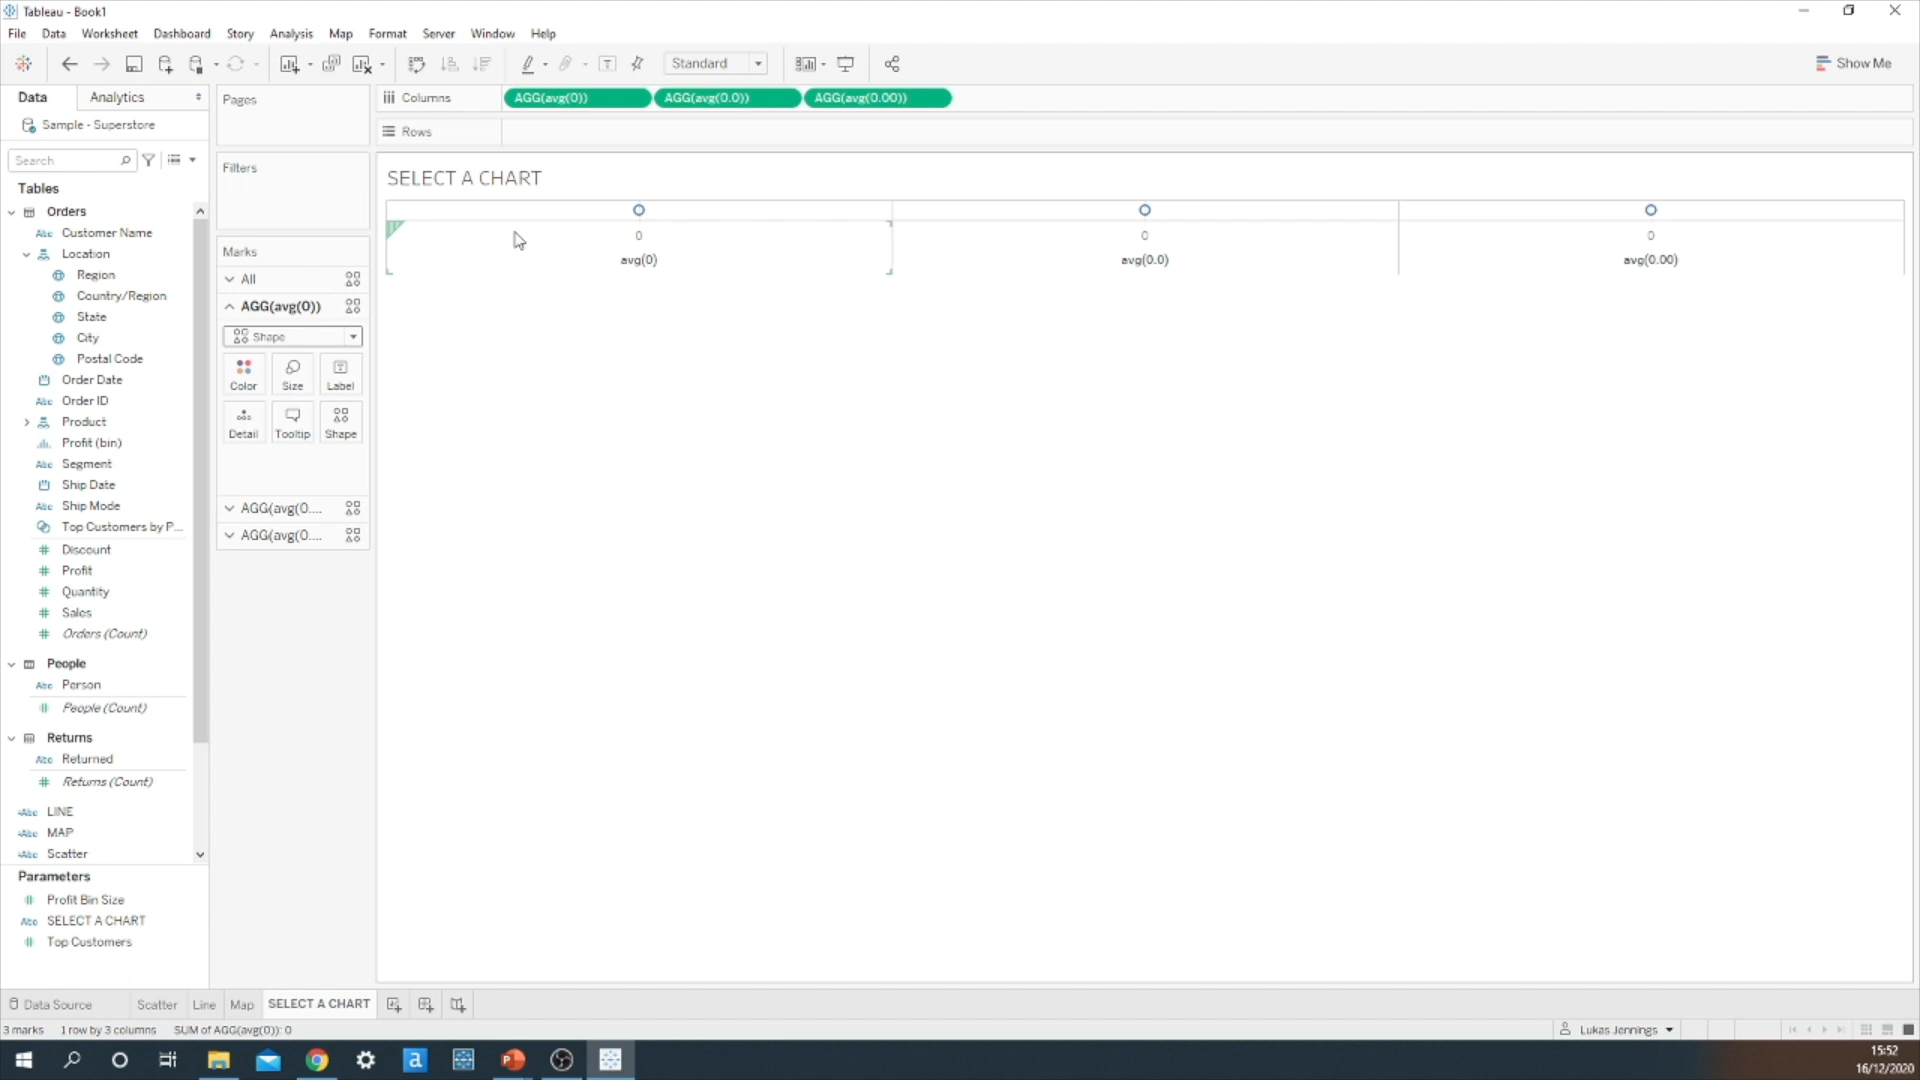 Tableau - Book1
File Data Worksheet Dashboard Story Analysis Map Format Server Window Help
Standard
Show Me
Data Analytics
Sample - Superstore
Search
Tables
Orders
Customer Name
Location
Region
Country/Region
State
City
Postal Code
Order Date
Order ID
Product
Profit (bin)
Segment
Ship Date
Ship Mode
Top Customers by P...
Discount
Profit
Quantity
Sales
Orders (Count)
People
Person
People (Count)
Returns
Returned
Returns (Count)
LINE
MAP
Scatter
Parameters
Profit Bin Size
SELECT A CHART
Top Customers
Pages
Filters
Marks
All
AGG(avg(0))
Shape
Color Size Label
Detail Tooltip Shape
AGG(avg(0....
AGG(avg(0....
Columns AGG(avg(0)) AGG(avg(0.0)) AGG(avg(0.00))
Rows
SELECT A CHART
0 0 0
avg(0) avg(0.0) avg(0.00)
Data Source Scatter Line Map SELECT A CHART
3 marks 1 row by 3 columns SUM of AGG(avg(0)): 0
Lukas Jennings
15:52
16/12/2020